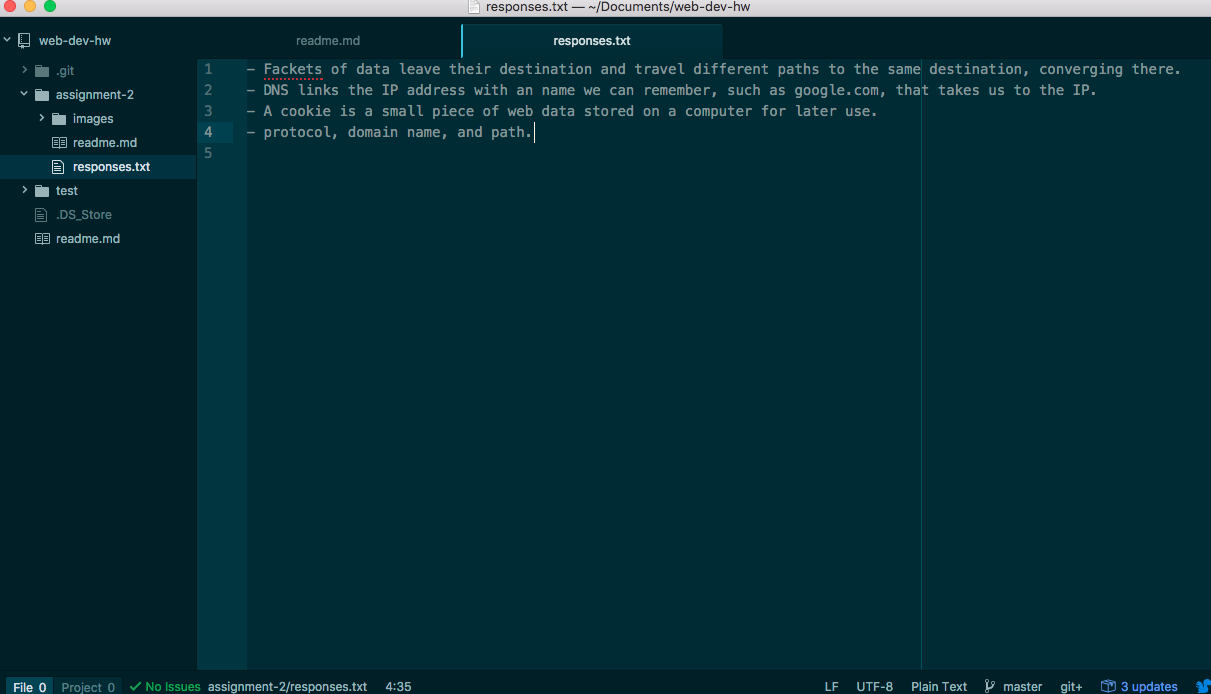 responses.txt — ~/Documents/web-dev-hw
web-dev-hw
readme.md
responses.txt
.git
assignment-2
images
readme.md
responses.txt
test
.DS_Store
readme.md
1 - Fackets of data leave their destination and travel different paths to the same destination, converging there.
2 - DNS links the IP address with an name we can remember, such as google.com, that takes us to the IP.
3 - A cookie is a small piece of web data stored on a computer for later use.
4 - protocol, domain name, and path.
5
File 0 Project 0 No Issues assignment-2/responses.txt 4:35 LF UTF-8 Plain Text master git+ 3 updates